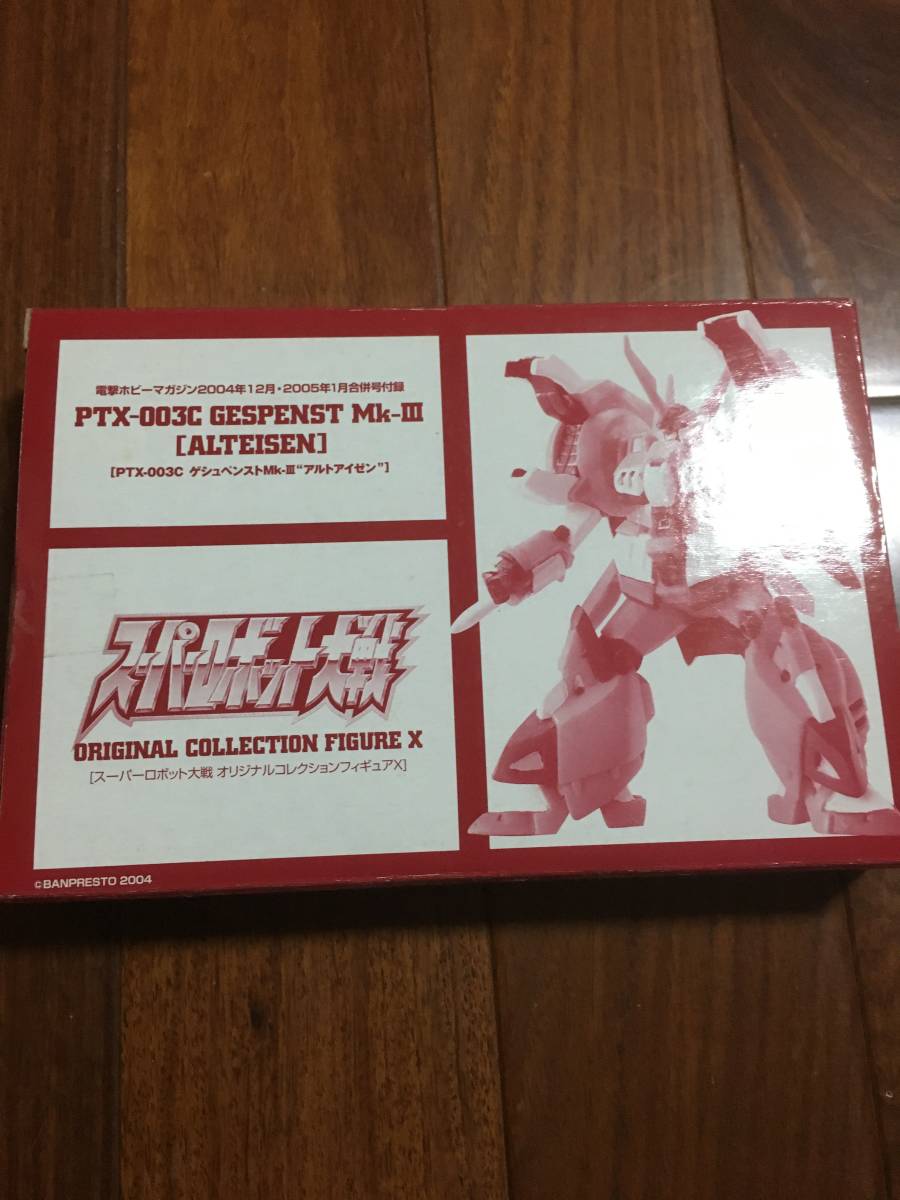 電撃ホビーマガジン2004年12月・2005年1月合併号付録
PTX-003C GESPENST Mk-III
[ALTEISEN]
[PTX-003C ゲシュペンストMk-III“アルトアイゼン”]
スーパーロボット大戦
ORIGINAL COLLECTION FIGURE X
[スーパーロボット大戦 オリジナルコレクションフィギュアX]
©BANPRESTO 2004